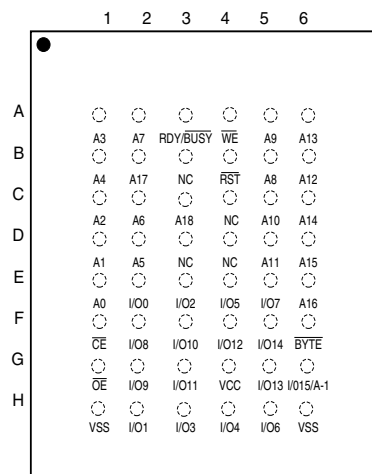 1 2 3 4 5 6
A
A3 A7 RDY/BUSY WE A9 A13
B
A4 A17 NC RST A8 A12
C
A2 A6 A18 NC A10 A14
D
A1 A5 NC NC A11 A15
E
A0 I/O0 I/O2 I/O5 I/O7 A16
F
CE I/O8 I/O10 I/O12 I/O14 BYTE
G
OE I/O9 I/O11 VCC I/O13 I/015/A-1
H
VSS I/O1 I/O3 I/O4 I/O6 VSS